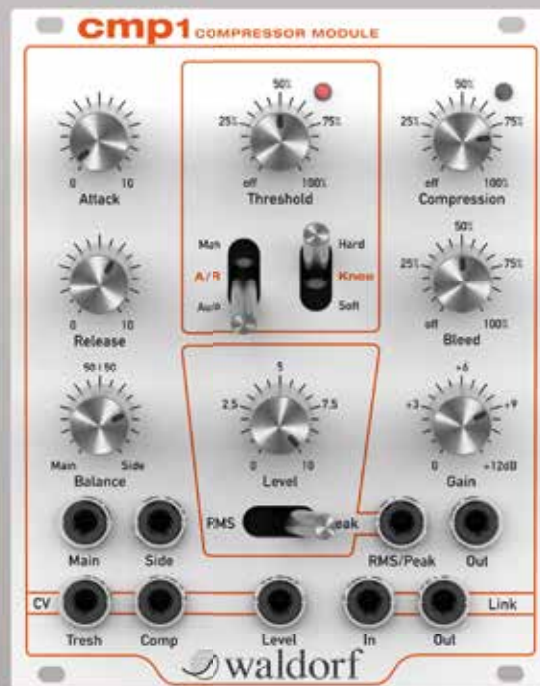 cmp1 COMPRESSOR MODULE
50% 50%
25% 75% 25% 75%
0 10 off 100% off 100%
Attack Threshold Compression
Man Hard 50%
A/R Knee 25% 75%
Auto Soft
0 10 off 100%
Release Bleed
50 : 50 5 +6
2.5 7.5 +3 +9
Main Side 0 10 0 +12dB
Balance Level Gain
RMS eak
Main Side RMS/Peak Out
CV Link
Tresh Comp Level In Out
waldorf